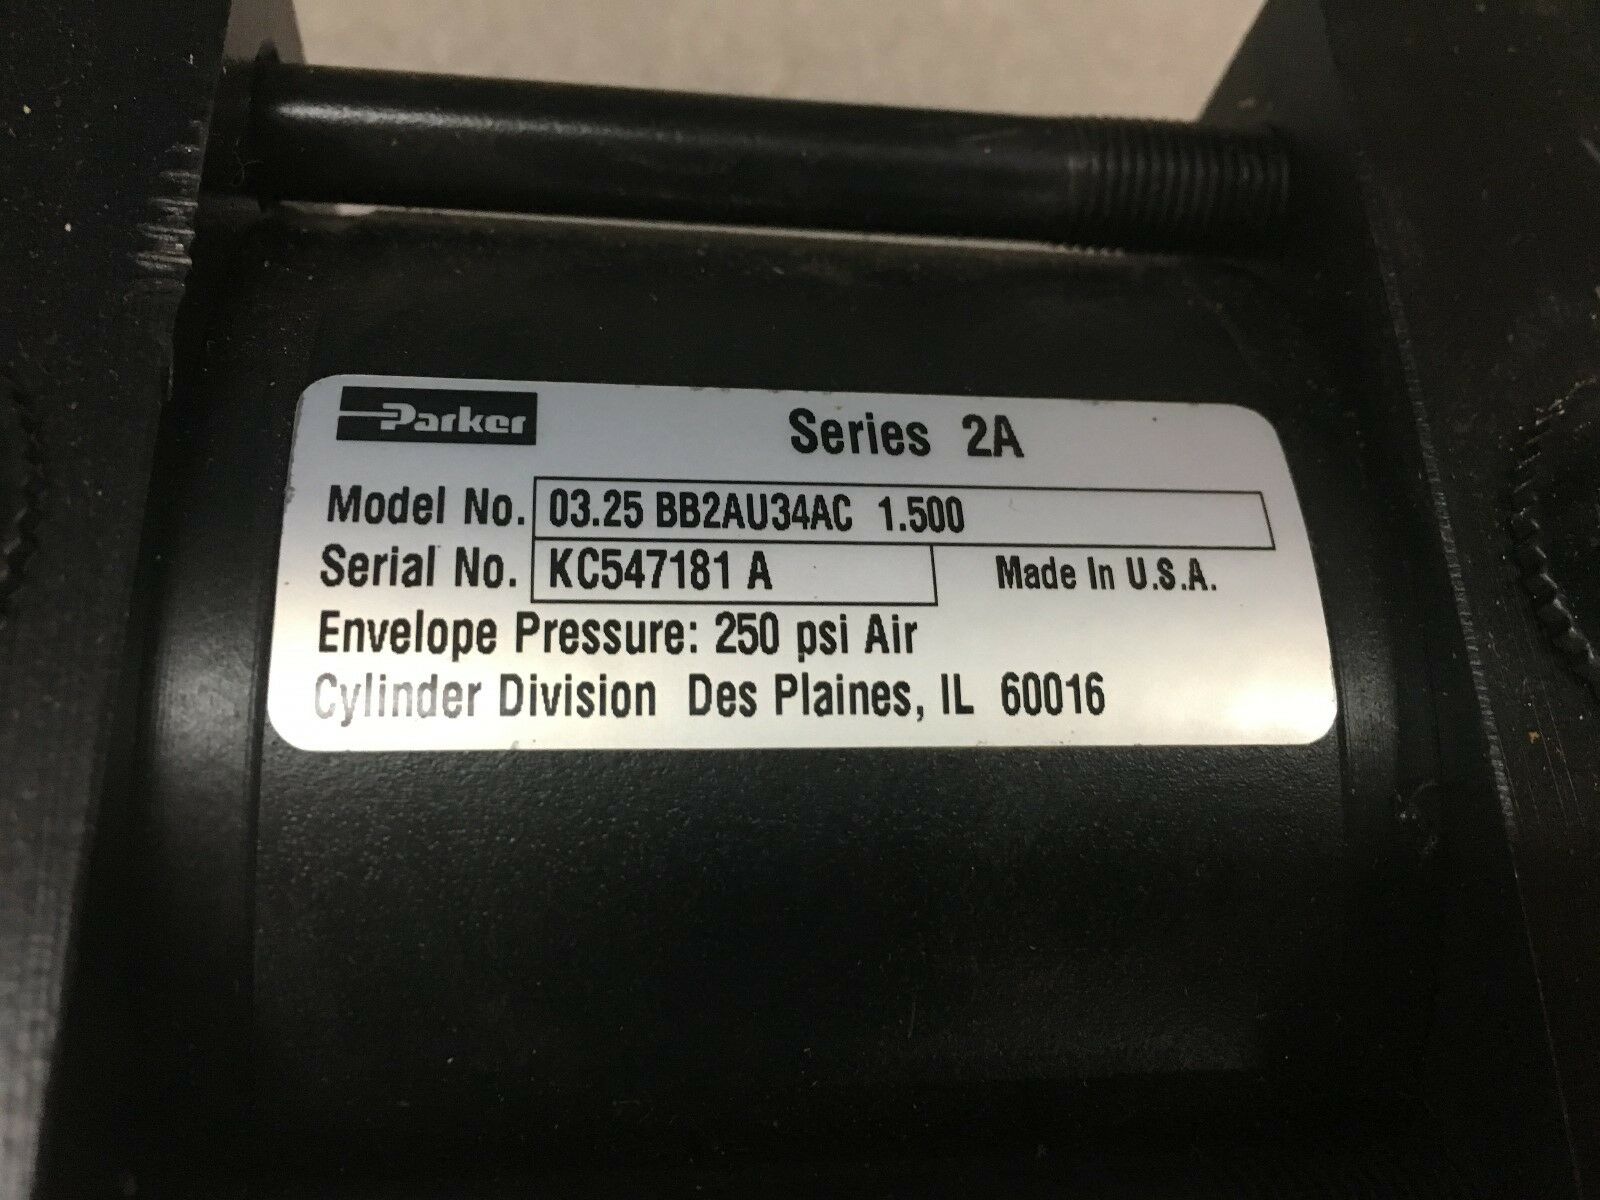 Parker Series 2A
Model No. 03.25 BB2AU34AC 1.500
Serial No. KC547181 A Made In U.S.A.
Envelope Pressure: 250 psi Air
Cylinder Division Des Plaines, IL 60016